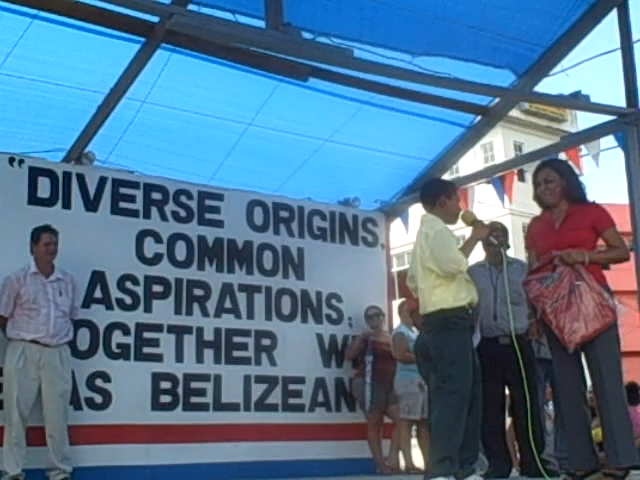 "DIVERSE ORIGINS,
COMMON
ASPIRATIONS,
OGETHER W
AS BELIZEAN